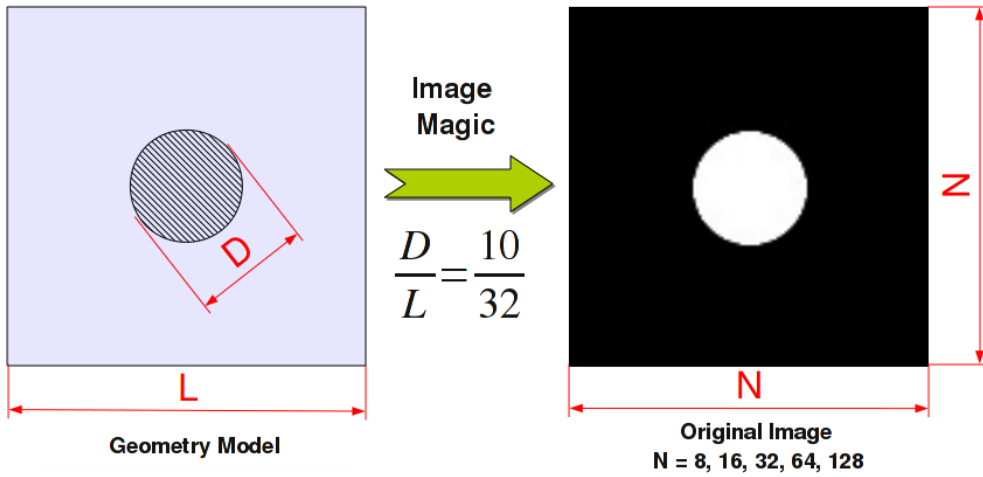 D
L
Geometry Model
Image
Magic
D/L = 10/32
N
N
Original Image
N = 8, 16, 32, 64, 128